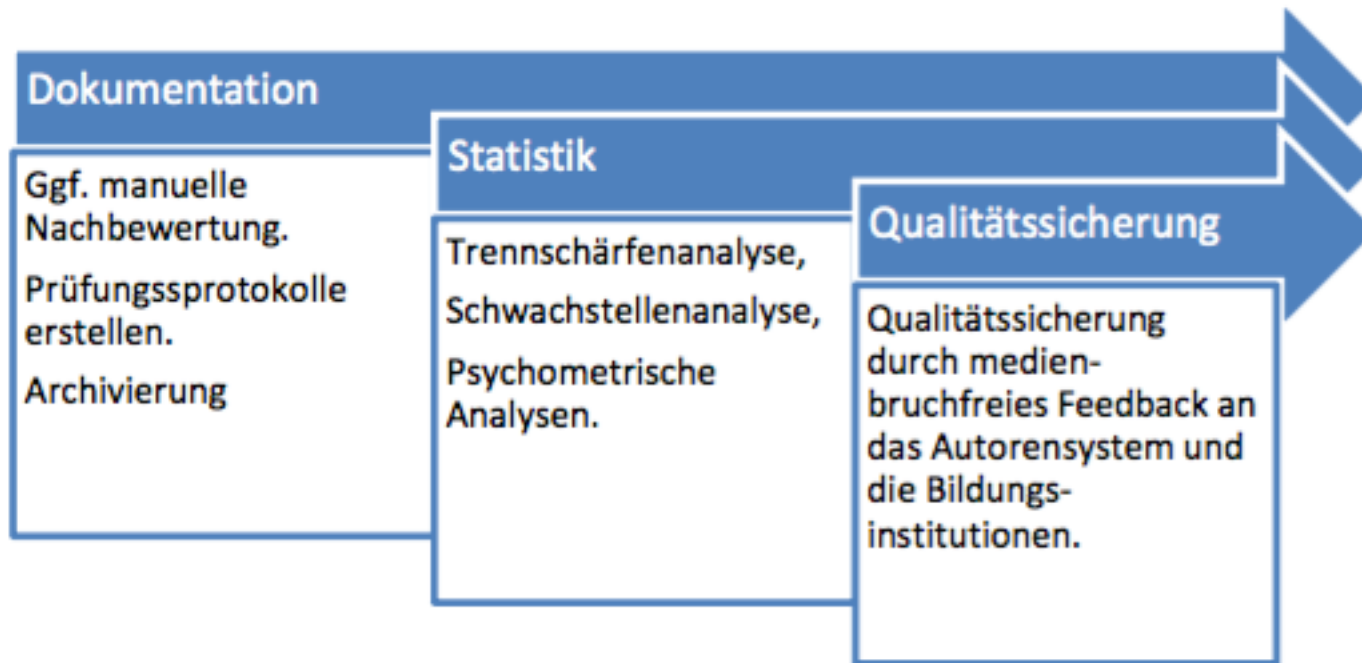 Dokumentation
Ggf. manuelle
Nachbewertung.
Prüfungssprotokolle
erstellen.
Archivierung
Statistik
Trennschärfenanalyse,
Schwachstellenanalyse,
Psychometrische
Analysen.
Qualitätssicherung
Qualitätssicherung
durch medien-
bruchfreies Feedback an
das Autorensystem und
die Bildungs-
institutionen.